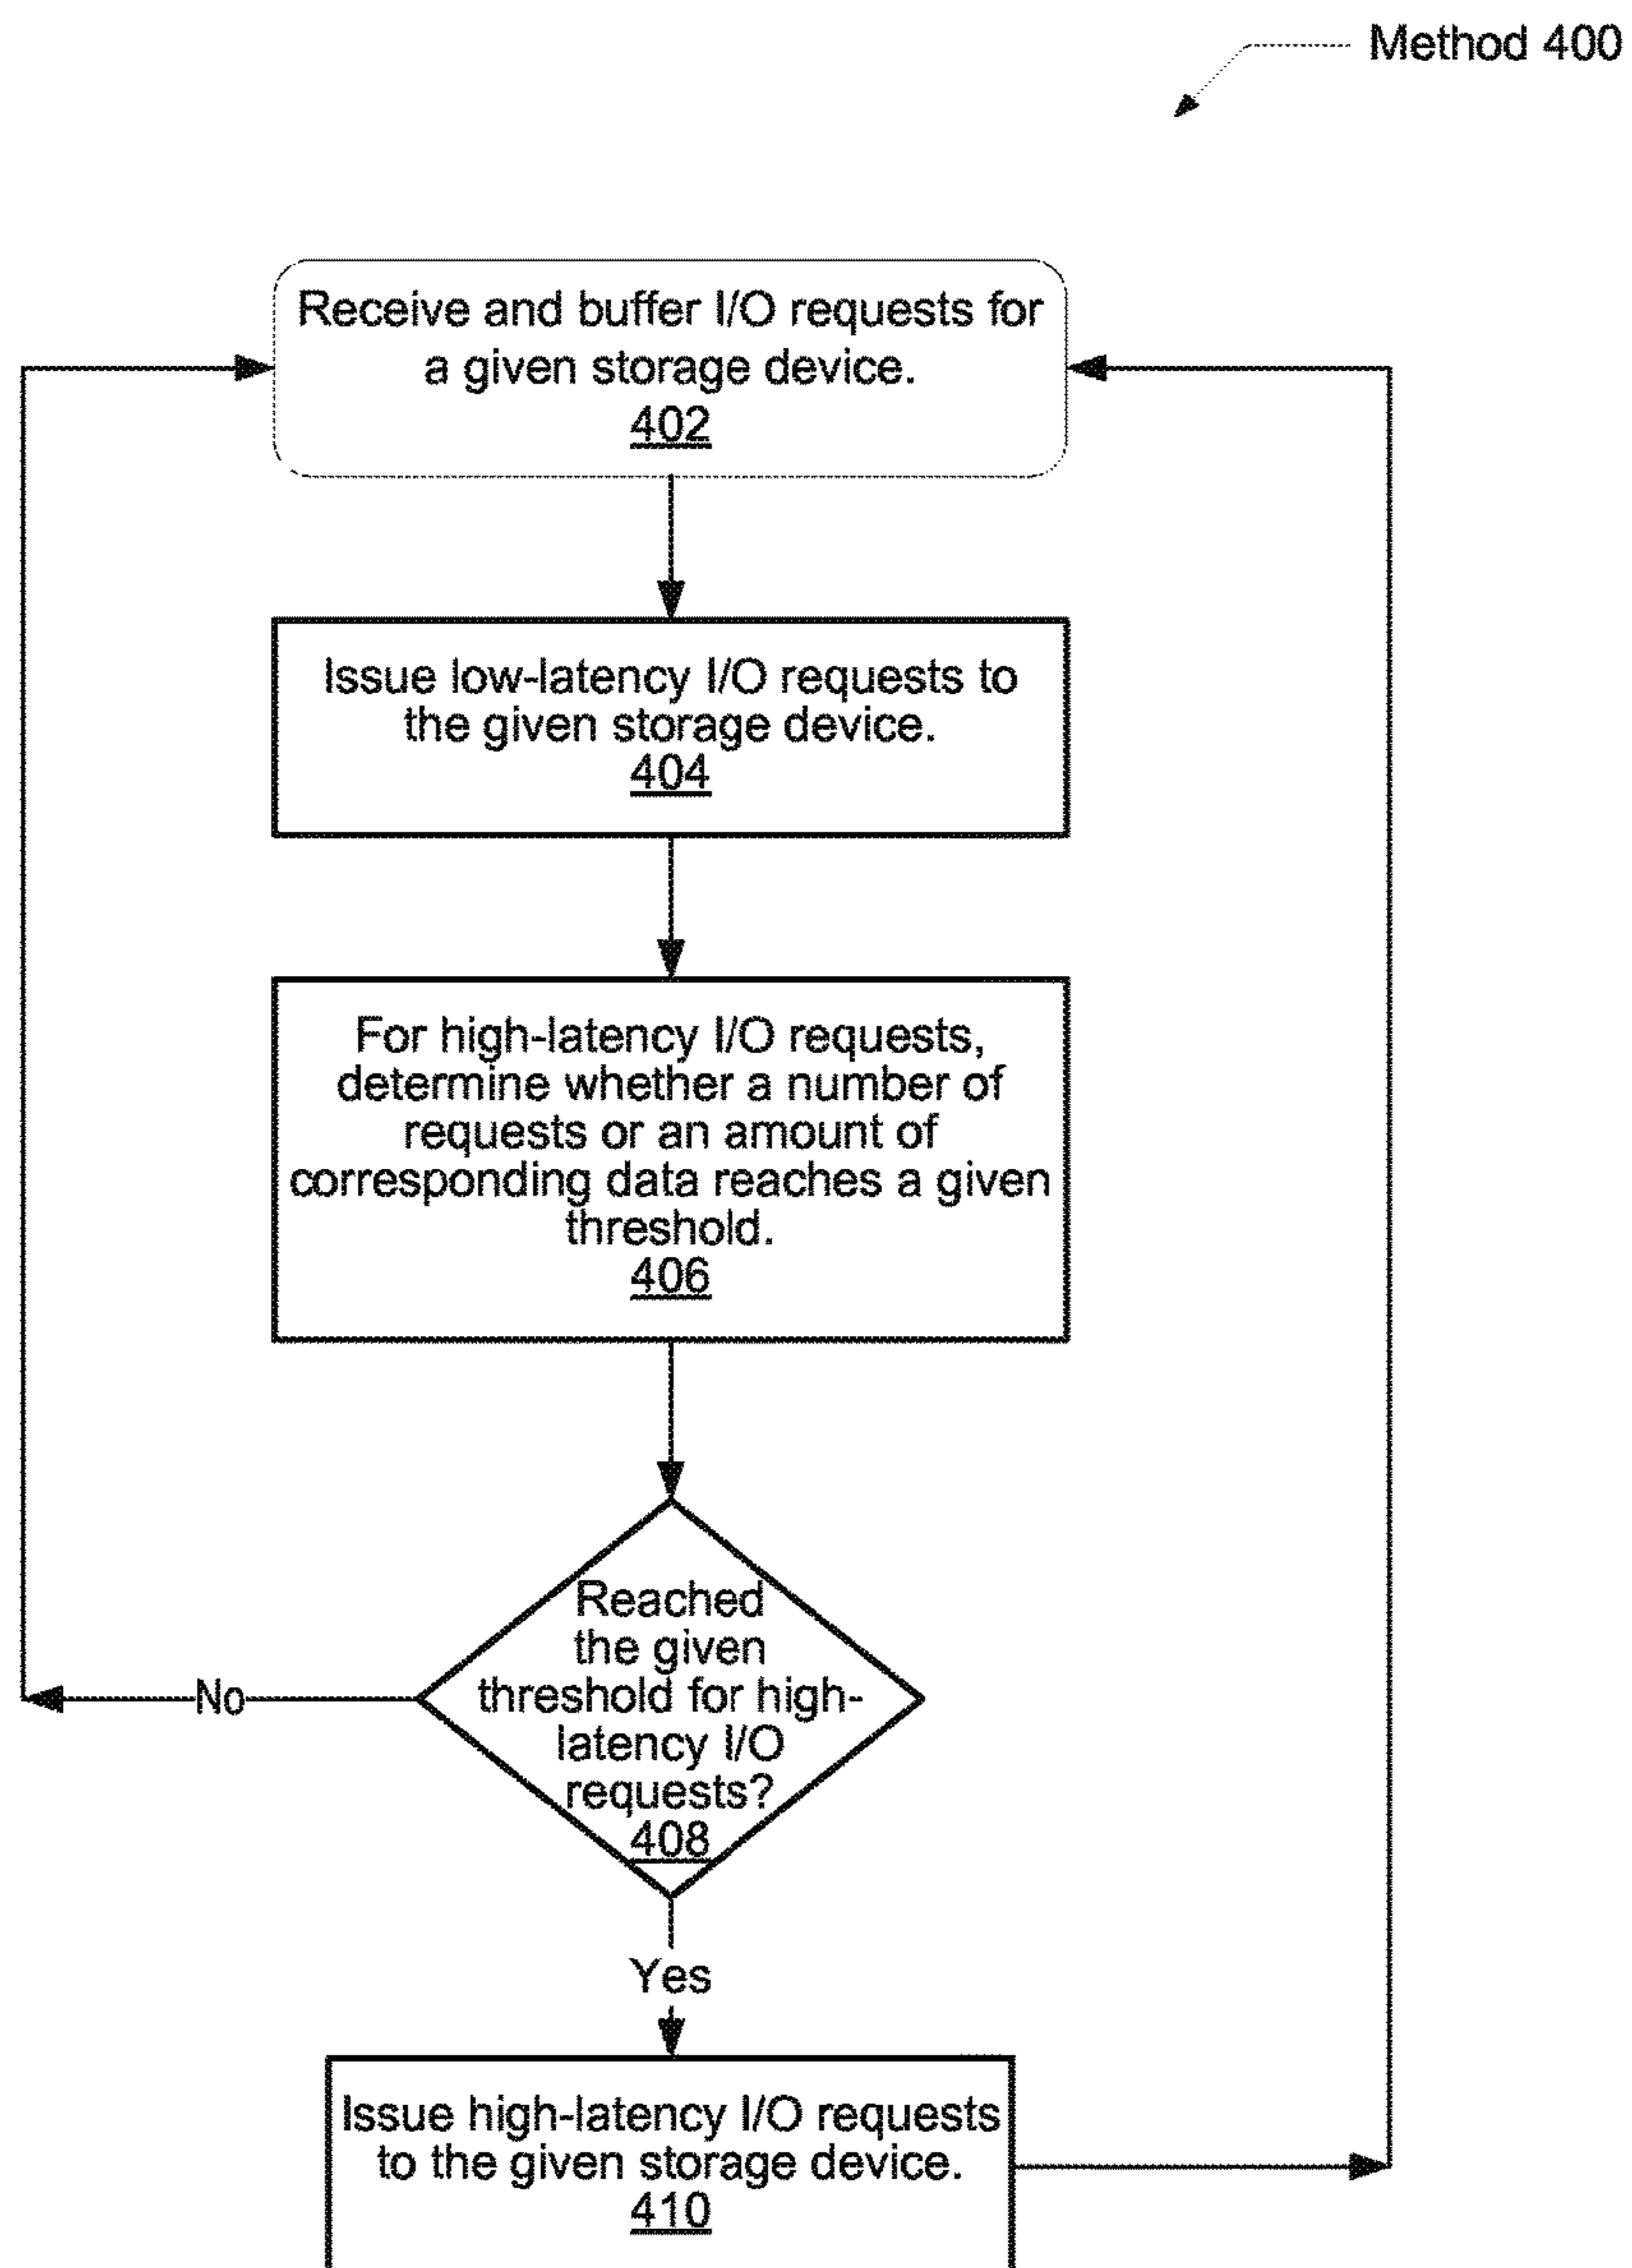 Method 400
Receive and buffer I/O requests for
a given storage device.
402
Issue low-latency I/O requests to
the given storage device.
404
For high-latency I/O requests,
determine whether a number of
requests or an amount of
corresponding data reaches a given
threshold.
406
Reached
the given
threshold for high-
latency I/O
requests?
408
No
Yes
Issue high-latency I/O requests
to the given storage device.
410